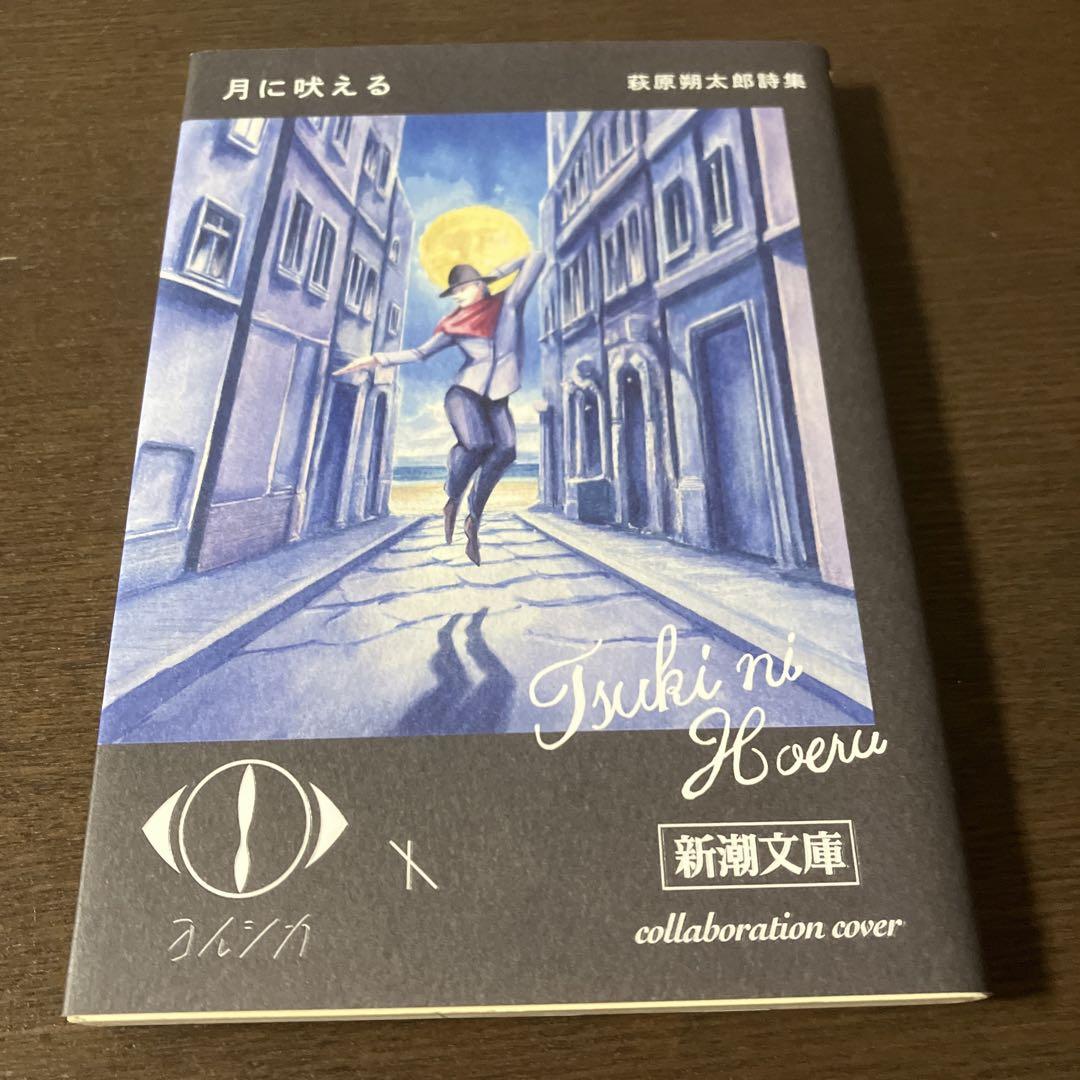 月に吠える
萩原朔太郎詩集
Tsuki ni
Hoeru
ヨルシカ
×
新潮文庫
collaboration cover